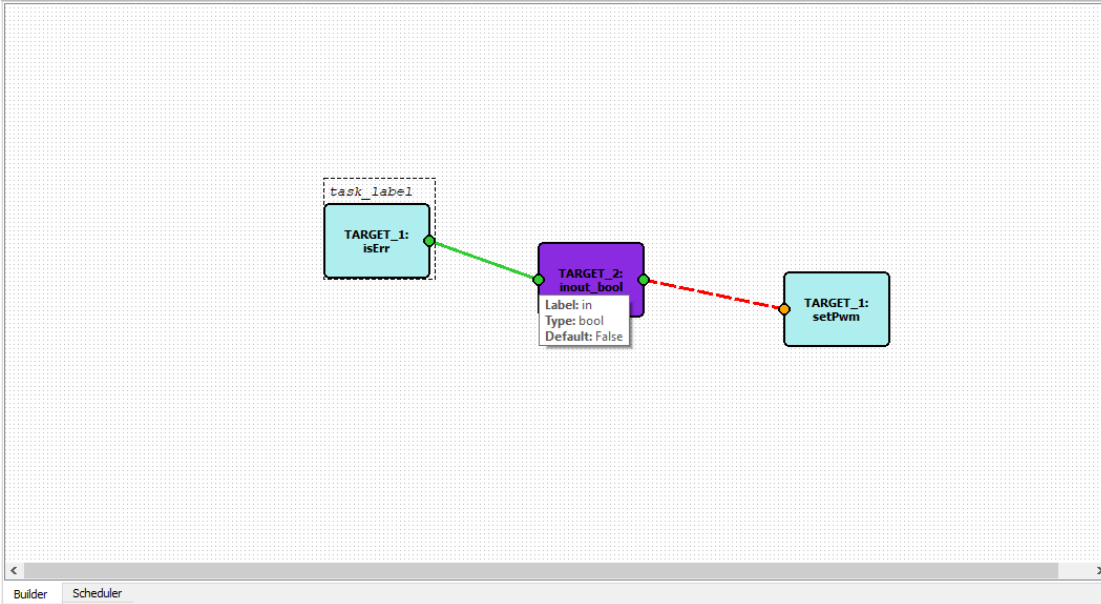 task_label
TARGET_1:
isErr
TARGET_2:
inout_bool
Label: in
Type: bool
Default: False
TARGET_1:
setPwm
Builder
Scheduler